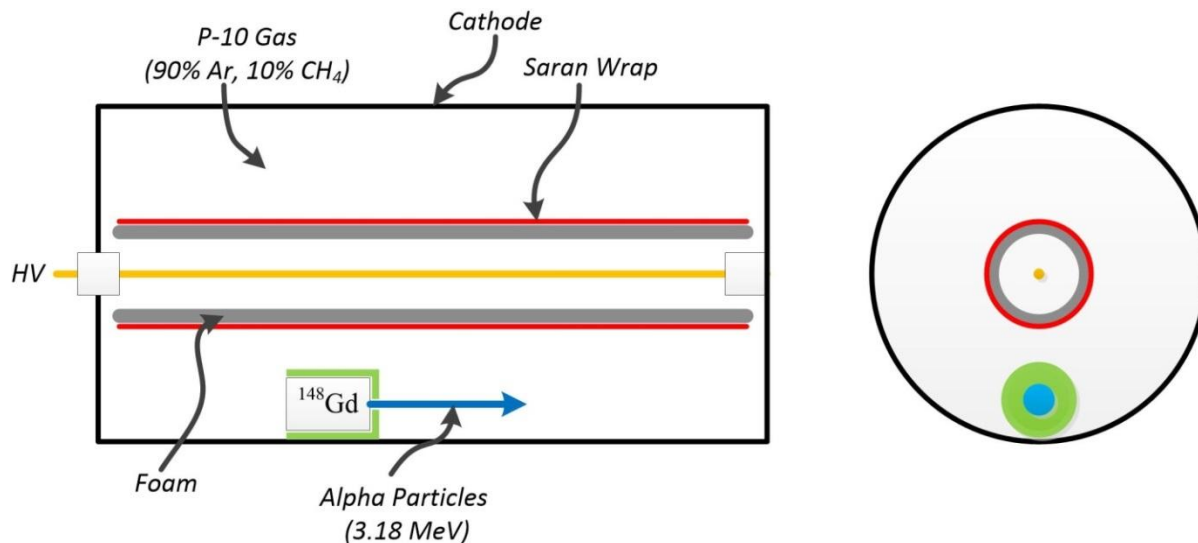 Cathode
P-10 Gas
(90% Ar, 10% CH₄)
Saran Wrap
HV
¹⁴⁸Gd
Foam
Alpha Particles
(3.18 MeV)